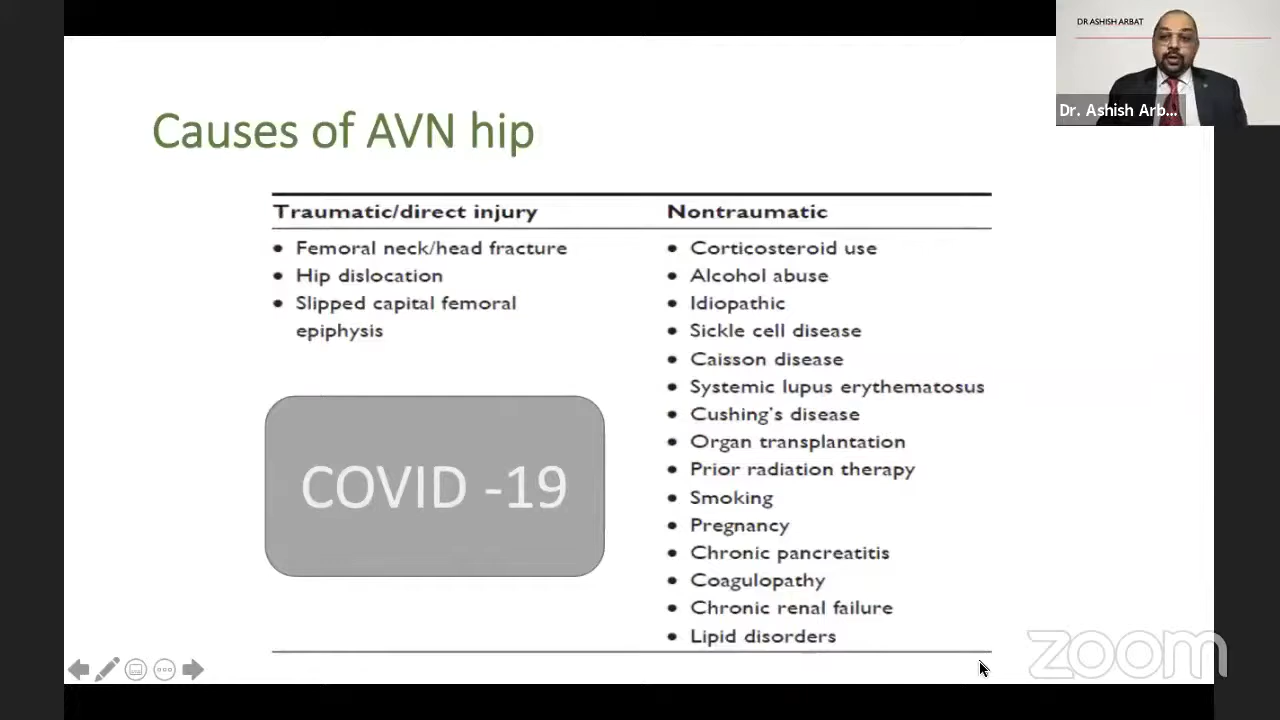 DR ASHISH ARBAT
Dr. Ashish Arb...
Causes of AVN hip
Traumatic/direct injury
• Femoral neck/head fracture
• Hip dislocation
• Slipped capital femoral
epiphysis
COVID -19
Nontraumatic
• Corticosteroid use
• Alcohol abuse
• Idiopathic
• Sickle cell disease
• Caisson disease
• Systemic lupus erythematosus
• Cushing's disease
• Organ transplantation
• Prior radiation therapy
• Smoking
• Pregnancy
• Chronic pancreatitis
• Coagulopathy
• Chronic renal failure
• Lipid disorders
zoom